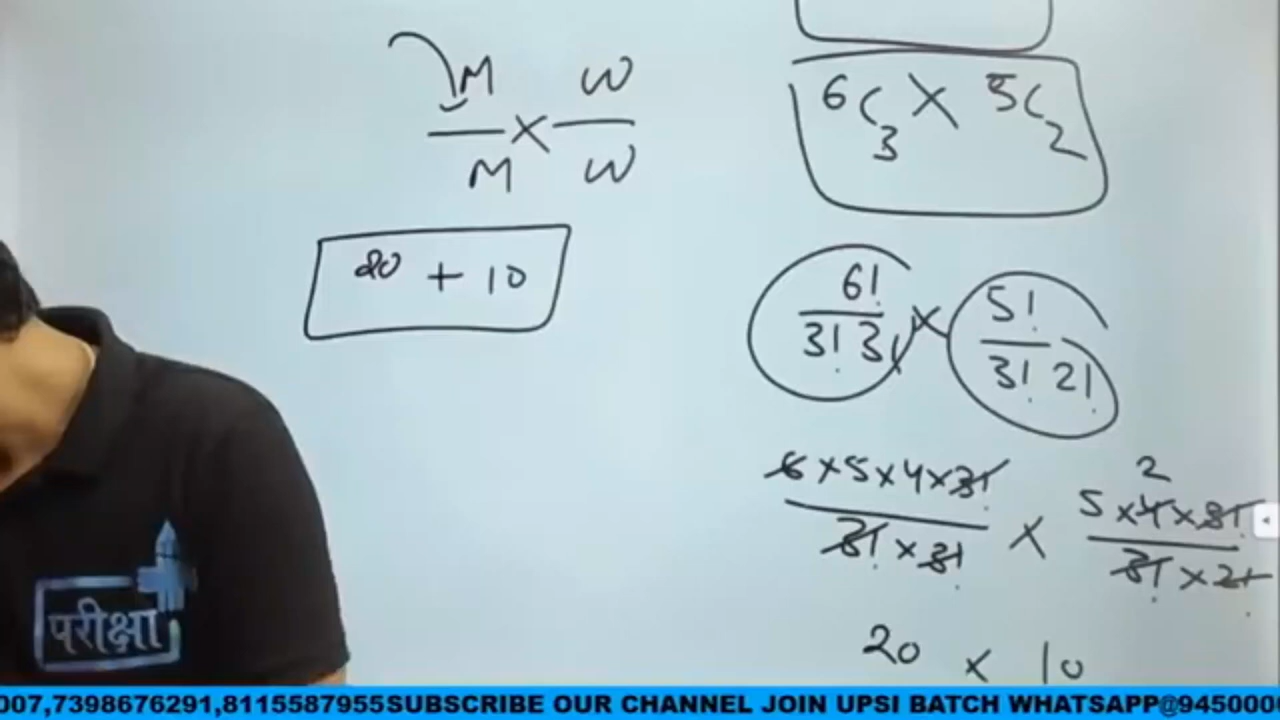 M W
× 
M W
20 + 10
6C3 × 5C2
6! / 3! 3! × 5! / 3! 2!
6×5×4×3! / 3!×3! × 5×4×3! / 3!×2!
2
20 × 10
परीक्षा
007,7398676291,8115587955SUBSCRIBE OUR CHANNEL JOIN UPSI BATCH WHATSAPP@945000